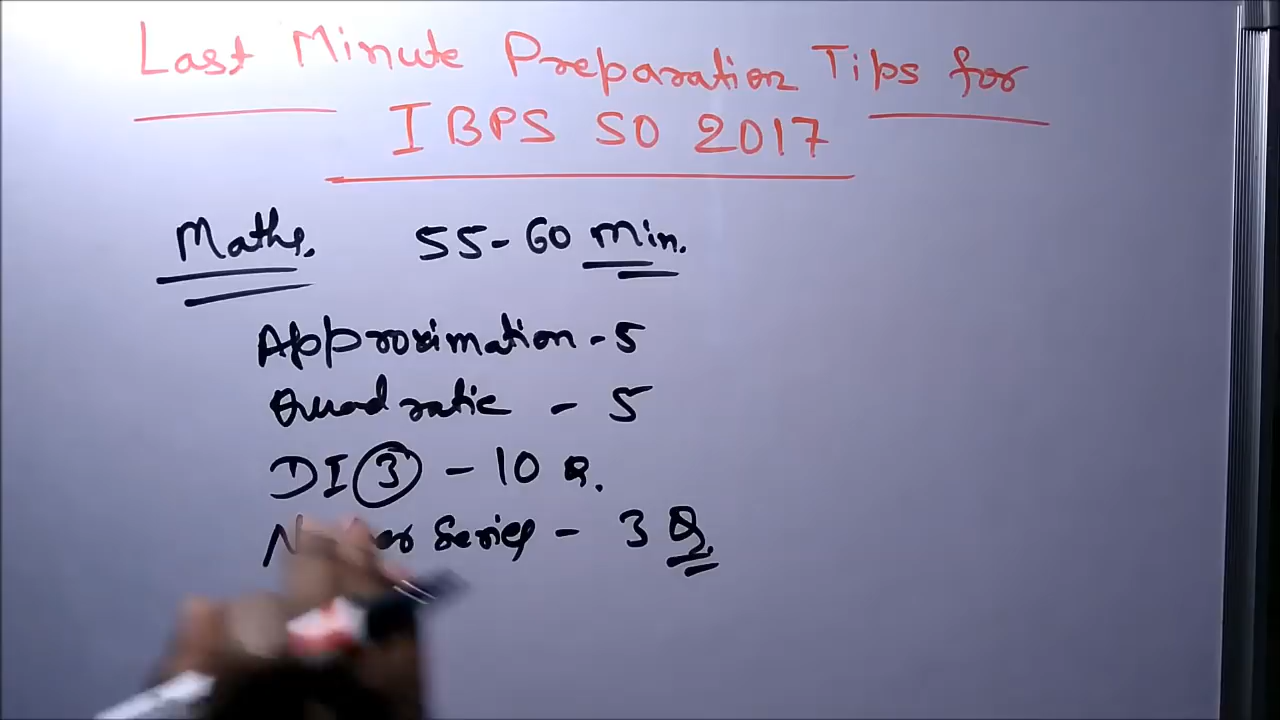 Last Minute Preparation Tips for
IBPS SO 2017
Maths. 55-60 Min.
Approximation - 5
Quadratic - 5
DI 3 - 10 Q.
Series - 3 Q.